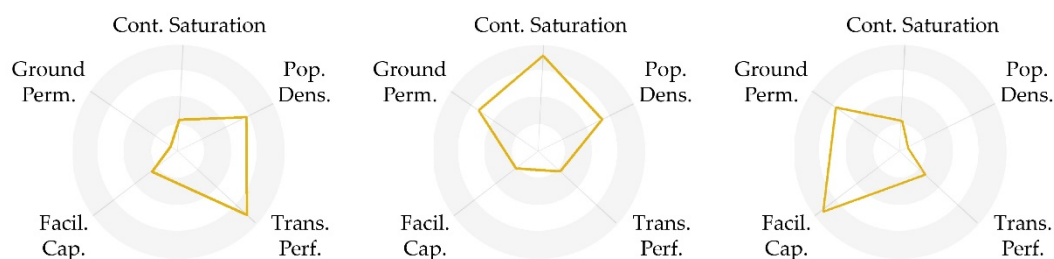 Cont. Saturation
Ground
Perm.
Pop.
Dens.
Facil.
Cap.
Trans.
Perf.
Cont. Saturation
Ground
Perm.
Pop.
Dens.
Facil.
Cap.
Trans.
Perf.
Cont. Saturation
Ground
Perm.
Pop.
Dens.
Facil.
Cap.
Trans.
Perf.